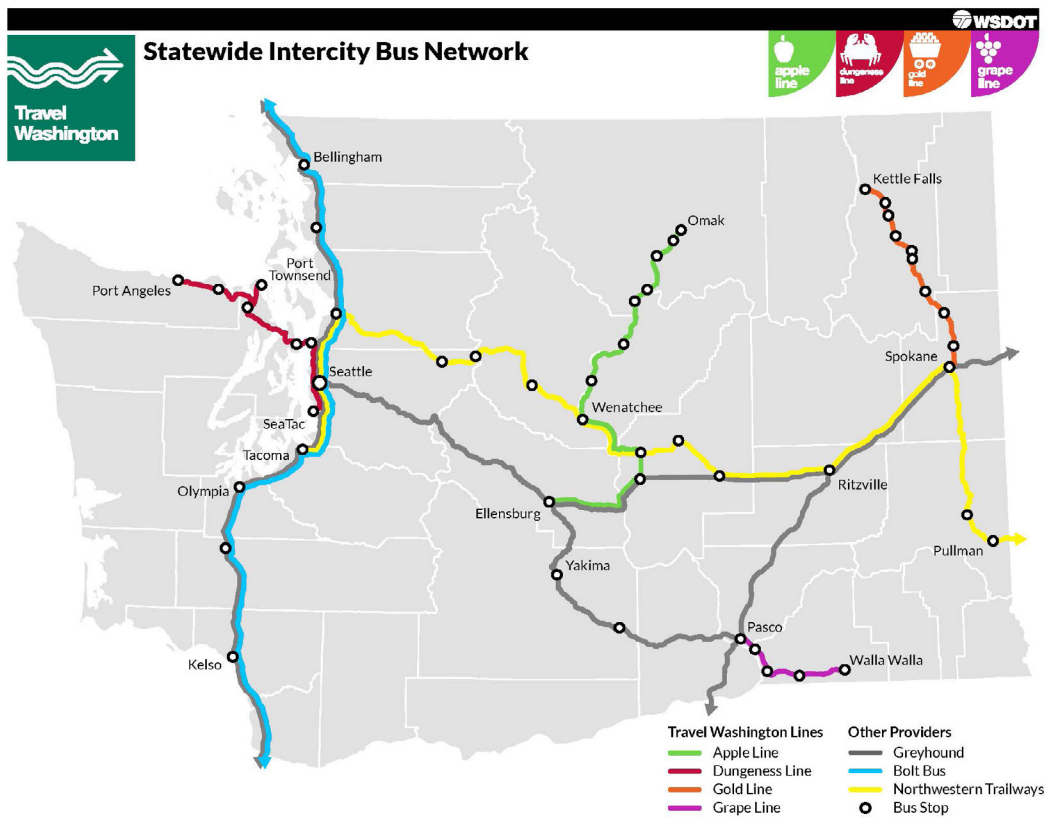 WSDOT
Travel
Washington
Statewide Intercity Bus Network
apple
line
dungeness
line
gold
line
grape
line
Bellingham
Kettle Falls
Omak
Port
Townsend
Port Angeles
Spokane
Seattle
Wenatchee
SeaTac
Tacoma
Olympia
Ellensburg
Ritzville
Pullman
Yakima
Pasco
Kelso
Walla Walla
Travel Washington Lines
Apple Line
Dungeness Line
Gold Line
Grape Line
Other Providers
Greyhound
Bolt Bus
Northwestern Trailways
Bus Stop